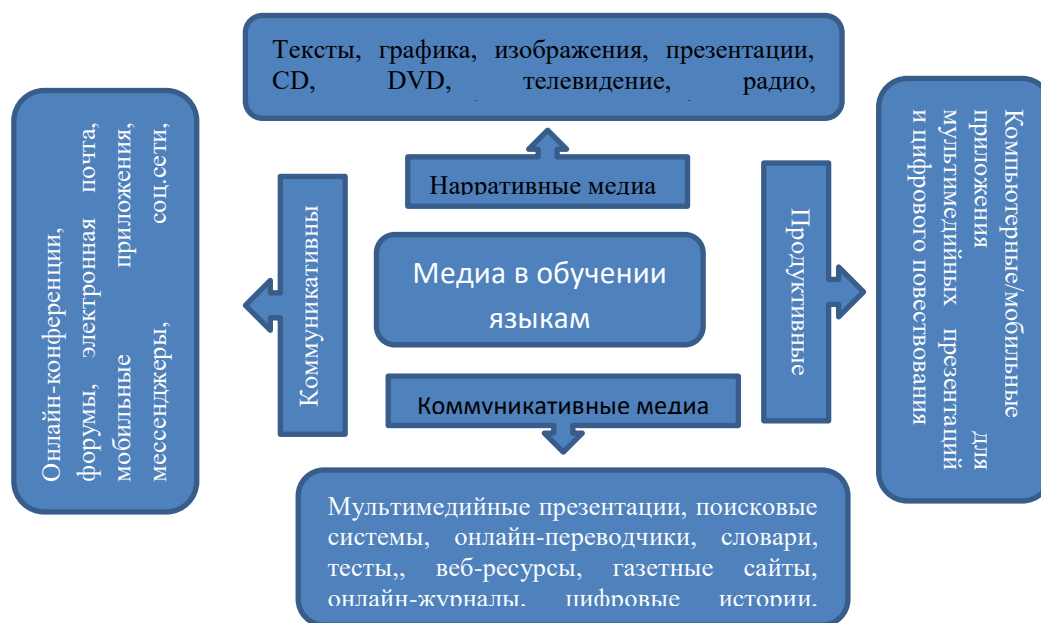 Тексты, графика, изображения, презентации,
CD, DVD, телевидение, радио,
Нарративные медиа
Онлайн-конференции,
форумы, электронная почта,
мобильные приложения,
мессенджеры, соц.сети,
Коммуникативны
Медиа в обучении
языкам
Продуктивные
Компьютерные/мобильные
приложения для
мультимедийных презентаций
и цифрового повествования
Коммуникативные медиа
Мультимедийные презентации, поисковые
системы, онлайн-переводчики, словари,
тесты,, веб-ресурсы, газетные сайты,
онлайн-журналы, цифровые истории,